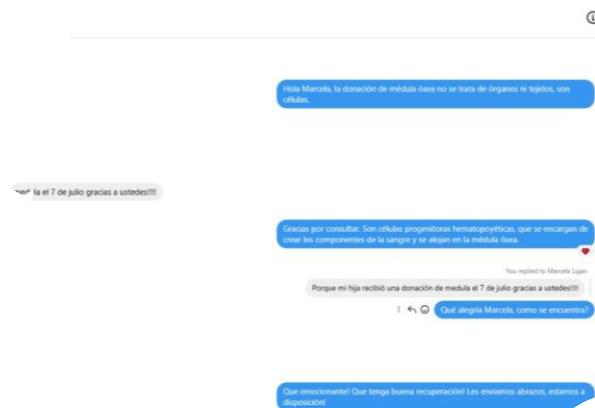 Hola Marcela, la donación de médula ósea no se trata de órganos ni tejidos, son
células.
la el 7 de julio gracias a ustedes!!!!
Gracias por consultar. Son células progenitoras hematopoyéticas, que se encargan de
crear los componentes de la sangre y se alojan en la médula ósea.
You replied to Marcela Lujan
Porque mi hija recibió una donación de medula el 7 de julio gracias a ustedes!!!!
Qué alegría Marcela, como se encuentra?
Que emocionante! Que tenga buena recuperación! Les enviamos abrazos, estamos a
disposición!